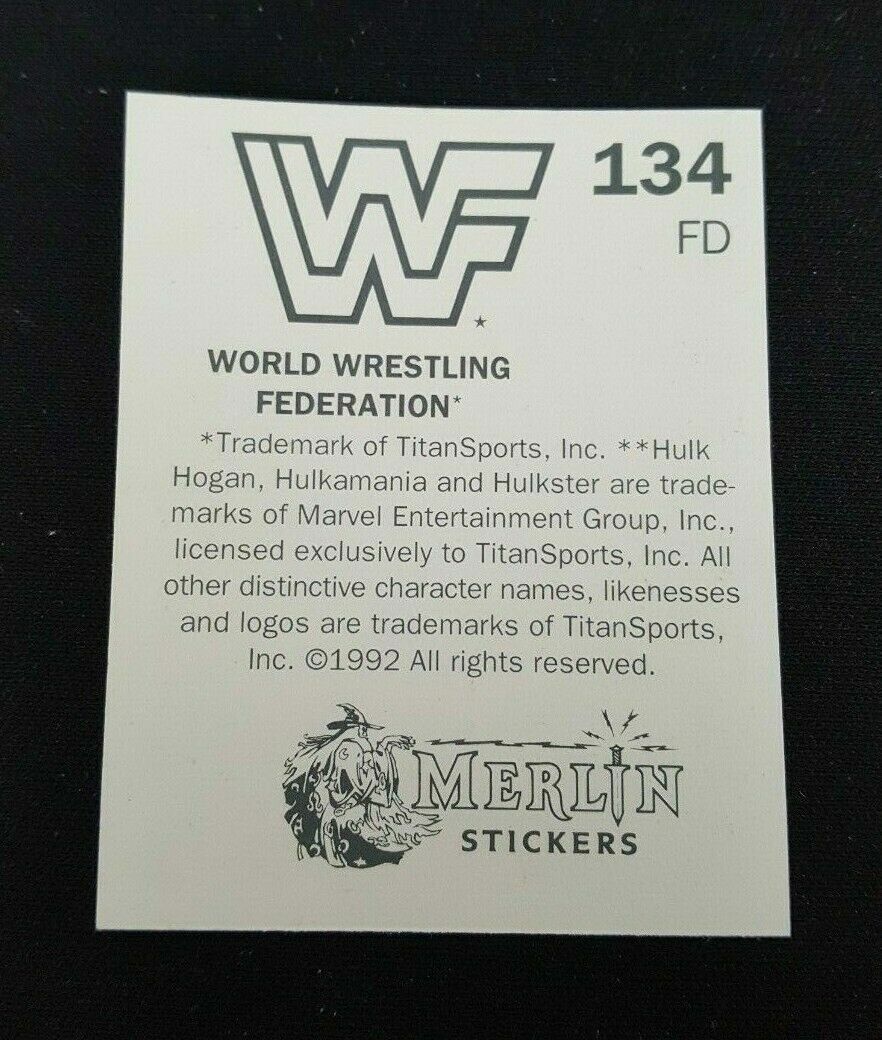 WF
134
FD
WORLD WRESTLING
FEDERATION*
*Trademark of TitanSports, Inc. **Hulk
Hogan, Hulkamania and Hulkster are trade-
marks of Marvel Entertainment Group, Inc.,
licensed exclusively to TitanSports, Inc. All
other distinctive character names, likenesses
and logos are trademarks of TitanSports,
Inc. ©1992 All rights reserved.
MERLIN
STICKERS